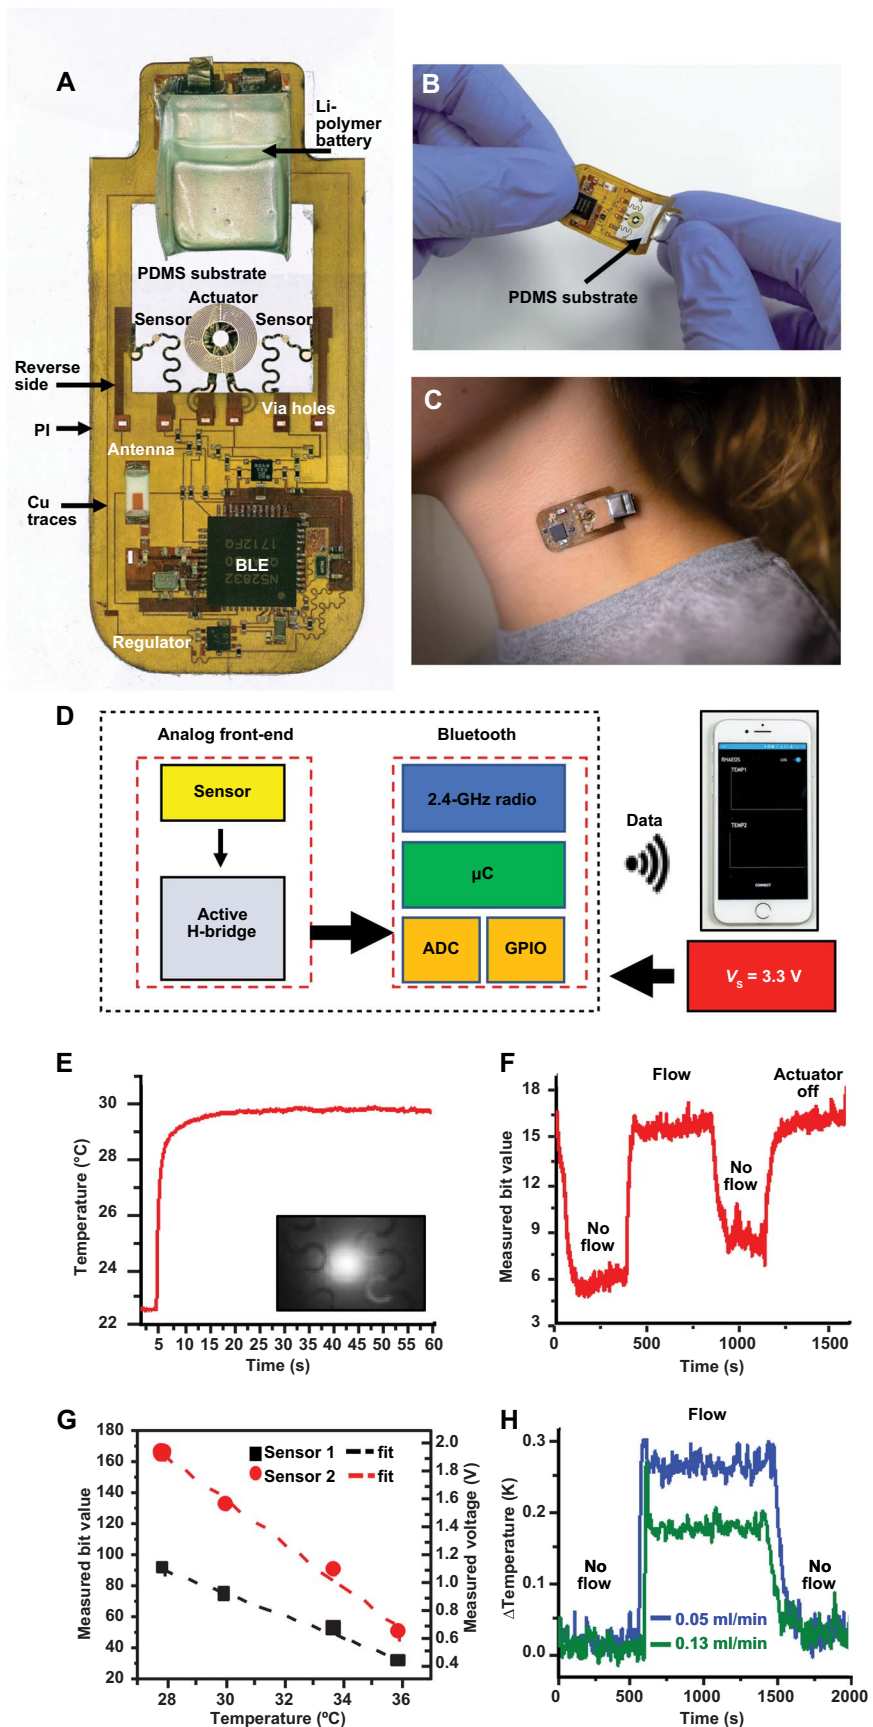 A
Li-
polymer
battery
PDMS substrate
Actuator
Sensor
Sensor
Reverse
side
Via holes
PI
Antenna
Cu
traces
BLE
NS2832
1712FQ
Regulator
B
PDMS substrate
C
D
Analog front-end
Bluetooth
Sensor
Active
H-bridge
2.4-GHz radio
µC
ADC
GPIO
Data
RHAEOS
TEMP1
TEMP2
CONNECT
VS = 3.3 V
E
Temperature (°C)
30
28
26
24
22
5 10 15 20 25 30 35 40 45 50 55 60
Time (s)
F
Flow
Actuator
off
No
flow
No
flow
Measured bit value
18
15
12
9
6
3
0 500 1000 1500
Time (s)
G
Sensor 1 fit
Sensor 2 fit
Measured bit value
180
160
140
120
100
80
60
40
20
Measured voltage (V)
2.0
1.8
1.6
1.4
1.2
1.0
0.8
0.6
0.4
28 30 32 34 36
Temperature (ºC)
H
Flow
No
flow
No
flow
ΔTemperature (K)
0.3
0.2
0.1
0.0
0.05 ml/min
0.13 ml/min
0 500 1000 1500 2000
Time (s)